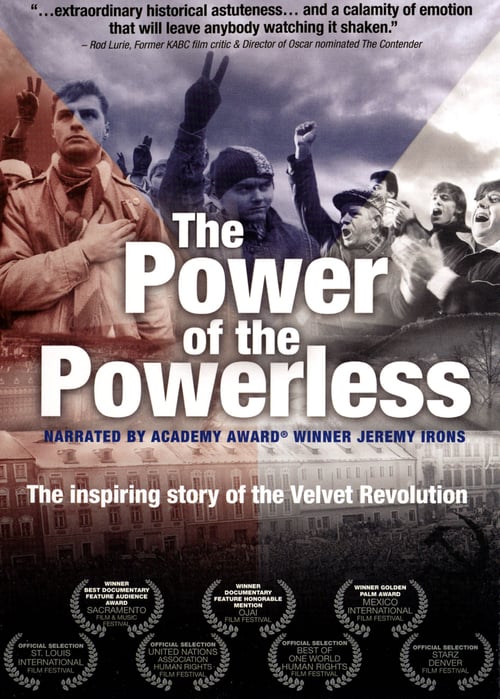 “...extraordinary historical astuteness... and a calamity of emotion
that will leave anybody watching it shaken.”
– Rod Lurie, Former KABC film critic & Director of Oscar nominated The Contender
The
Power
of the
Powerless
NARRATED BY ACADEMY AWARD® WINNER JEREMY IRONS
The inspiring story of the Velvet Revolution
WINNER
BEST DOCUMENTARY
FEATURE AUDIENCE
AWARD
SACRAMENTO
FILM & MUSIC
FESTIVAL
WINNER
DOCUMENTARY
FEATURE HONORABLE
MENTION
OJAI
FILM FESTIVAL
WINNER GOLDEN
PALM AWARD
MEXICO
INTERNATIONAL
FILM FESTIVAL
OFFICIAL SELECTION
ST. LOUIS
INTERNATIONAL
FILM FESTIVAL
OFFICIAL SELECTION
UNITED NATIONS
ASSOCIATION
HUMAN RIGHTS
FILM FESTIVAL
OFFICIAL SELECTION
BEST OF
ONE WORLD
HUMAN RIGHTS
FILM FESTIVAL
OFFICIAL SELECTION
STARZ
DENVER
FILM FESTIVAL